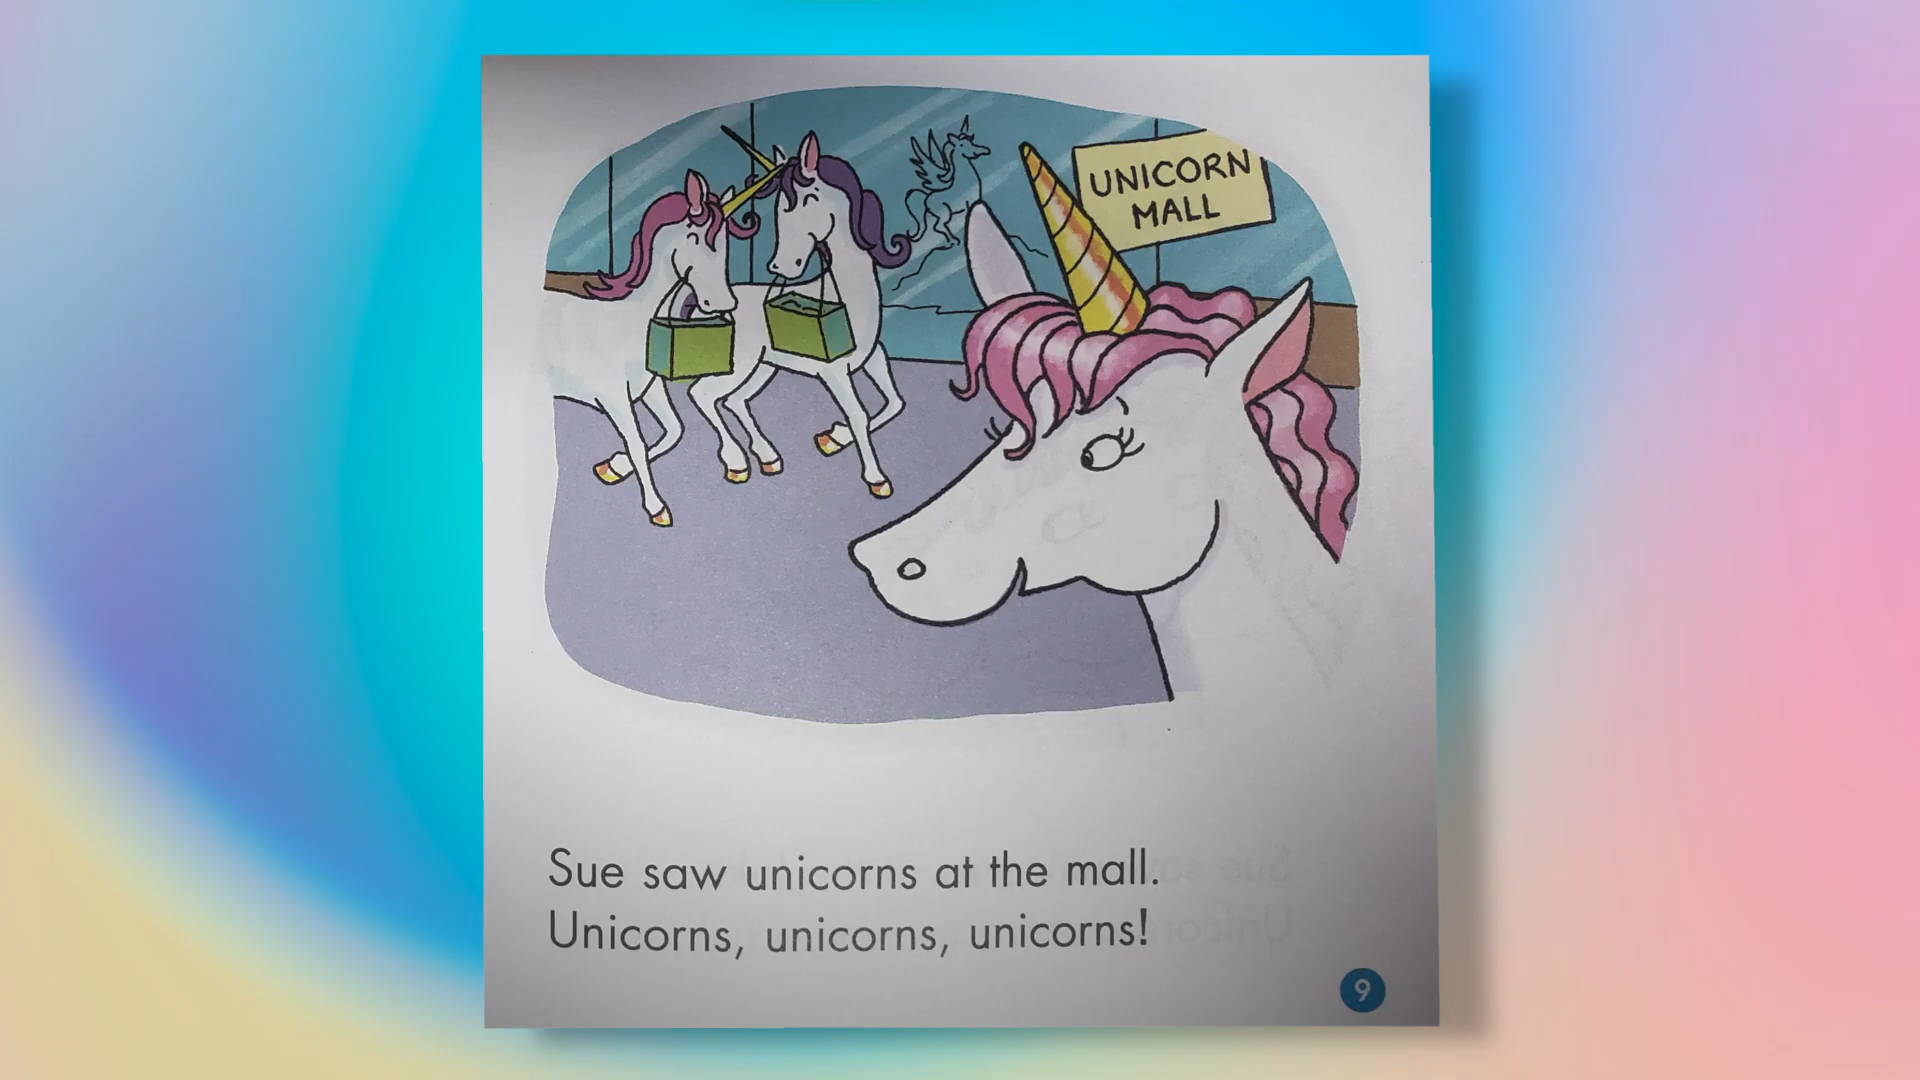 UNICORN
MALL
Sue saw unicorns at the mall.
Unicorns, unicorns, unicorns!
9